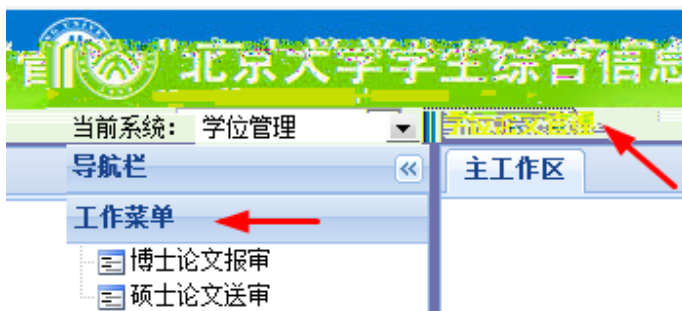 北京大学学生综合信息
当前系统： 学位管理
导航栏
主工作区
工作菜单
博士论文报审
硕士论文送审